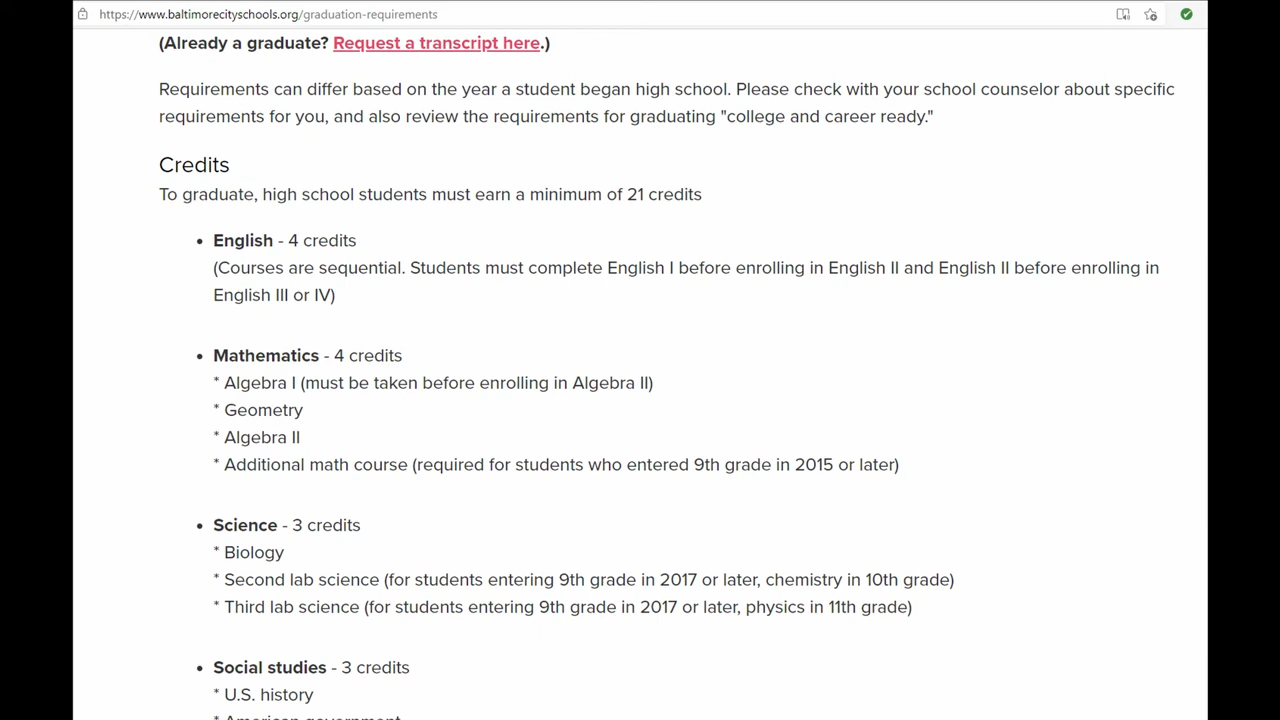 https://www.baltimorecityschools.org/graduation-requirements
(Already a graduate? Request a transcript here.)
Requirements can differ based on the year a student began high school. Please check with your school counselor about specific
requirements for you, and also review the requirements for graduating "college and career ready."
Credits
To graduate, high school students must earn a minimum of 21 credits
• English - 4 credits
(Courses are sequential. Students must complete English I before enrolling in English II and English II before enrolling in
English III or IV)
• Mathematics - 4 credits
* Algebra I (must be taken before enrolling in Algebra II)
* Geometry
* Algebra II
* Additional math course (required for students who entered 9th grade in 2015 or later)
• Science - 3 credits
* Biology
* Second lab science (for students entering 9th grade in 2017 or later, chemistry in 10th grade)
* Third lab science (for students entering 9th grade in 2017 or later, physics in 11th grade)
• Social studies - 3 credits
* U.S. history
* American government